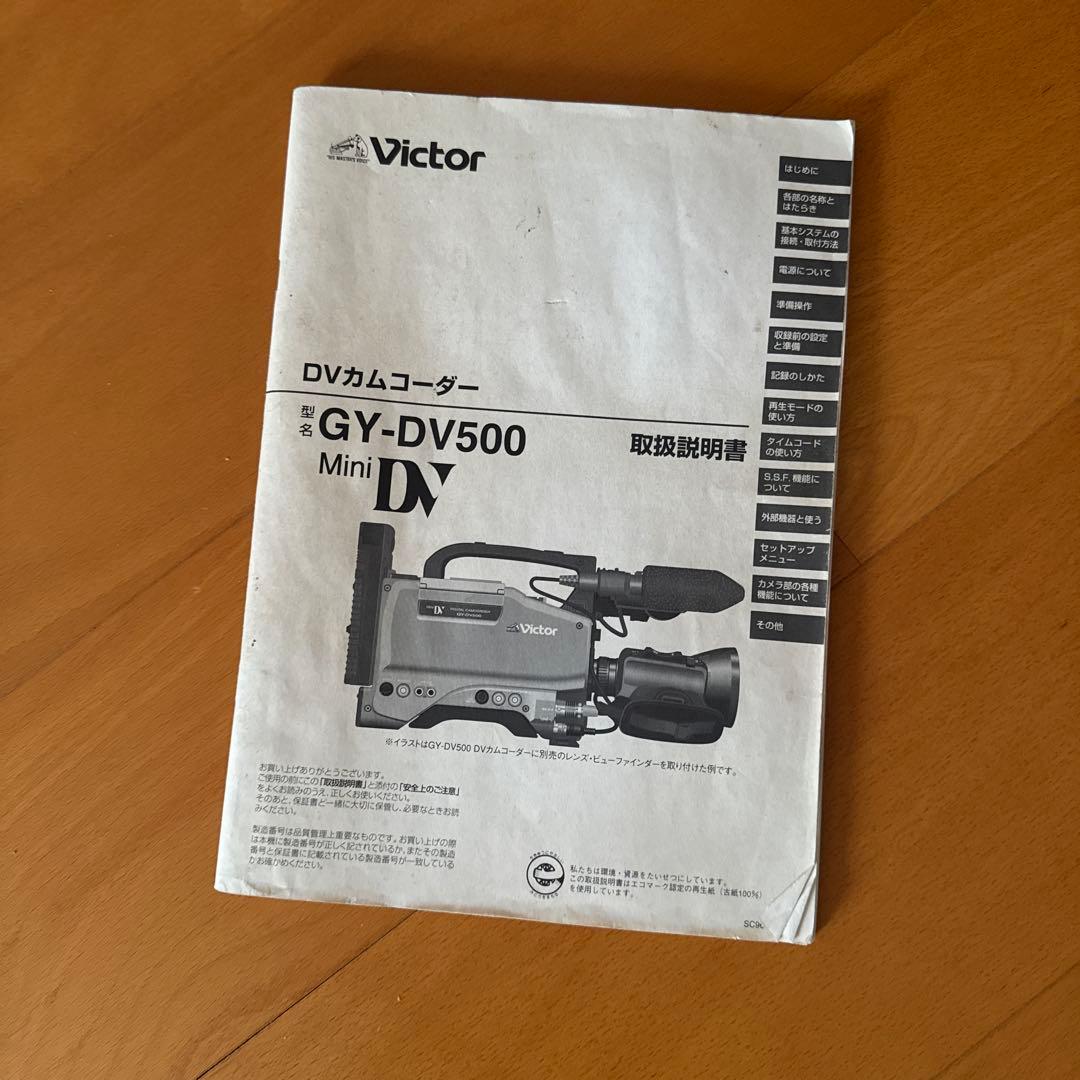 "HIS MASTER'S VOICE"
Victor
はじめに
各部の名称と
はたらき
基本システムの
接続・取付方法
電源について
準備操作
収録前の設定
と準備
記録のしかた
再生モードの
使い方
タイムコード
の使い方
S.S.F. 機能に
ついて
外部機器と使う
セットアップ
メニュー
カメラ部の各種
機能について
その他
DVカムコーダー
型名 GY-DV500
取扱説明書
Mini DV
Mini DV DIGITAL CAMCORDER
GY-DV500
Victor
※イラストはGY-DV500 DVカムコーダーに別売のレンズ・ビューファインダーを取り付けた例です。
お買い上げありがとうございます。
ご使用の前にこの「取扱説明書」と添付の「安全上のご注意」
をよくお読みのうえ、正しくお使いください。
そのあと、保証書と一緒に大切に保管し、必要なときお読
みください。
製造番号は品質管理上重要なものです。お買い上げの際
は本機に製造番号が正しく記されているか、またその製造
番号と保証書に記載されている製造番号が一致している
かお確かめください。
私たちは環境・資源をたいせつにしています。
この取扱説明書はエコマーク認定の再生紙（古紙100%）
を使用しています。